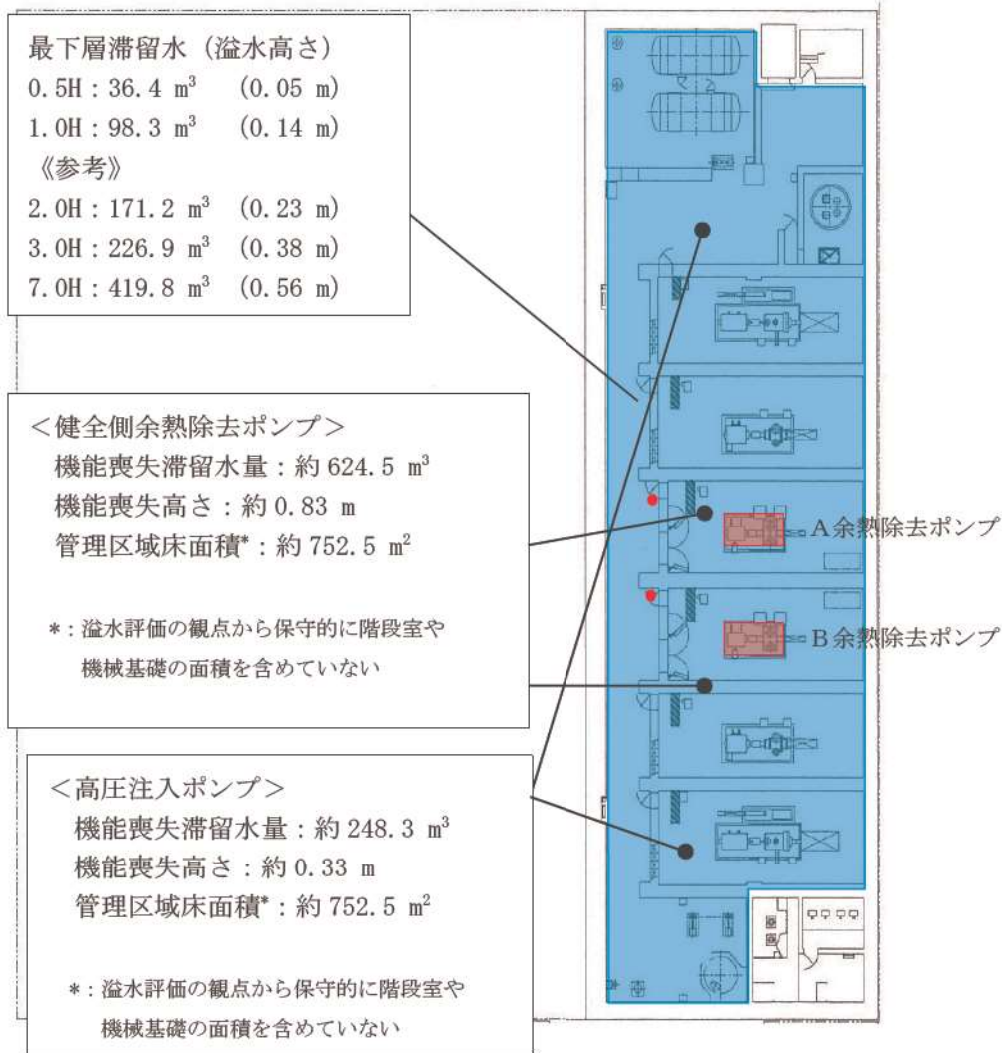 最下層滞留水（溢水高さ）
0.5H：36.4 m³ （0.05 m）
1.0H：98.3 m³ （0.14 m）
《参考》
2.0H：171.2 m³ （0.23 m）
3.0H：226.9 m³ （0.38 m）
7.0H：419.8 m³ （0.56 m）
＜健全側余熱除去ポンプ＞
機能喪失滞留水量：約 624.5 m³
機能喪失高さ：約 0.83 m
管理区域床面積*：約 752.5 m²
*：溢水評価の観点から保守的に階段室や
機械基礎の面積を含めていない
A余熱除去ポンプ
B余熱除去ポンプ
＜高圧注入ポンプ＞
機能喪失滞留水量：約 248.3 m³
機能喪失高さ：約 0.33 m
管理区域床面積*：約 752.5 m²
*：溢水評価の観点から保守的に階段室や
機械基礎の面積を含めていない